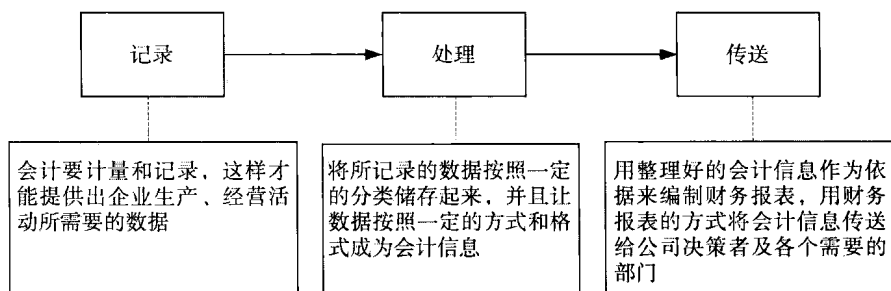 记录
处理
传送
会计要计量和记录，这样才
能提供出企业生产、经营活
动所需要的数据
将所记录的数据按照一定
的分类储存起来，并且让
数据按照一定的方式和格
式成为会计信息
用整理好的会计信息作为依
据来编制财务报表，用财务
报表的方式将会计信息传送
给公司决策者及各个需要的
部门